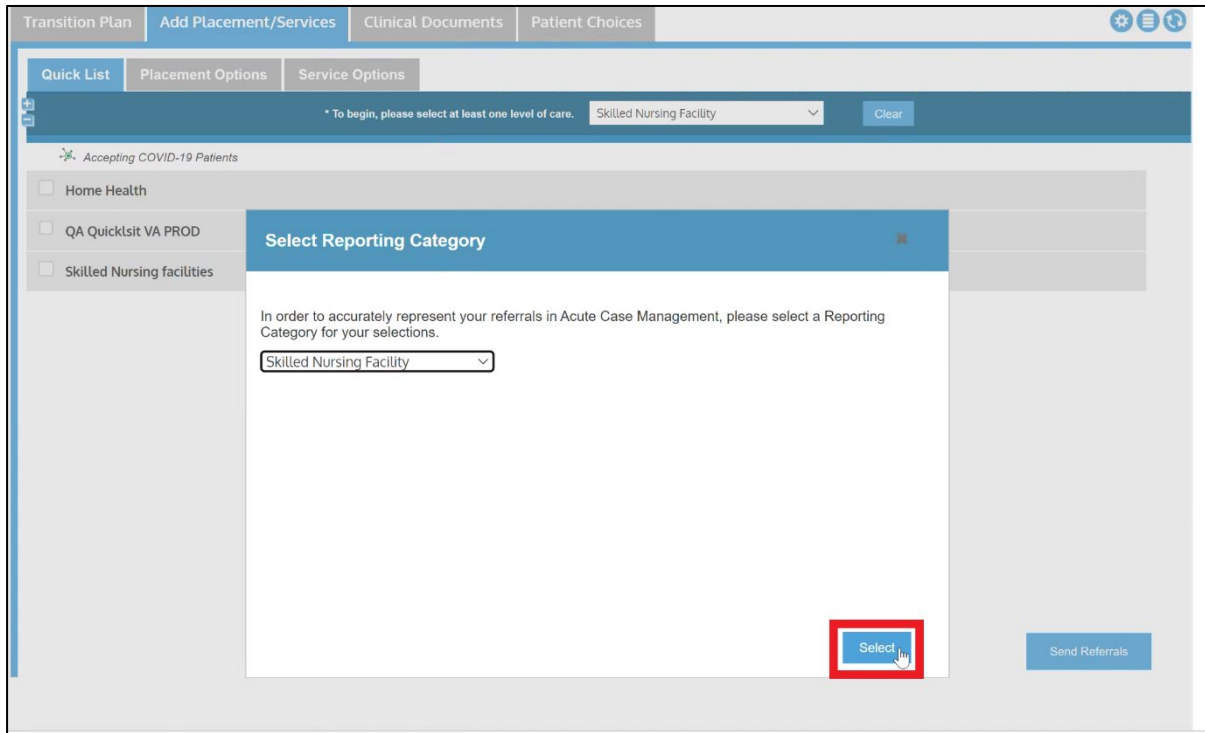 Transition Plan
Add Placement/Services
Clinical Documents
Patient Choices
Quick List
Placement Options
Service Options
* To begin, please select at least one level of care.
Skilled Nursing Facility
Clear
Accepting COVID-19 Patients
Home Health
QA Quicklsit VA PROD
Skilled Nursing facilities
Select Reporting Category
In order to accurately represent your referrals in Acute Case Management, please select a Reporting
Category for your selections.
Skilled Nursing Facility
Select
Send Referrals